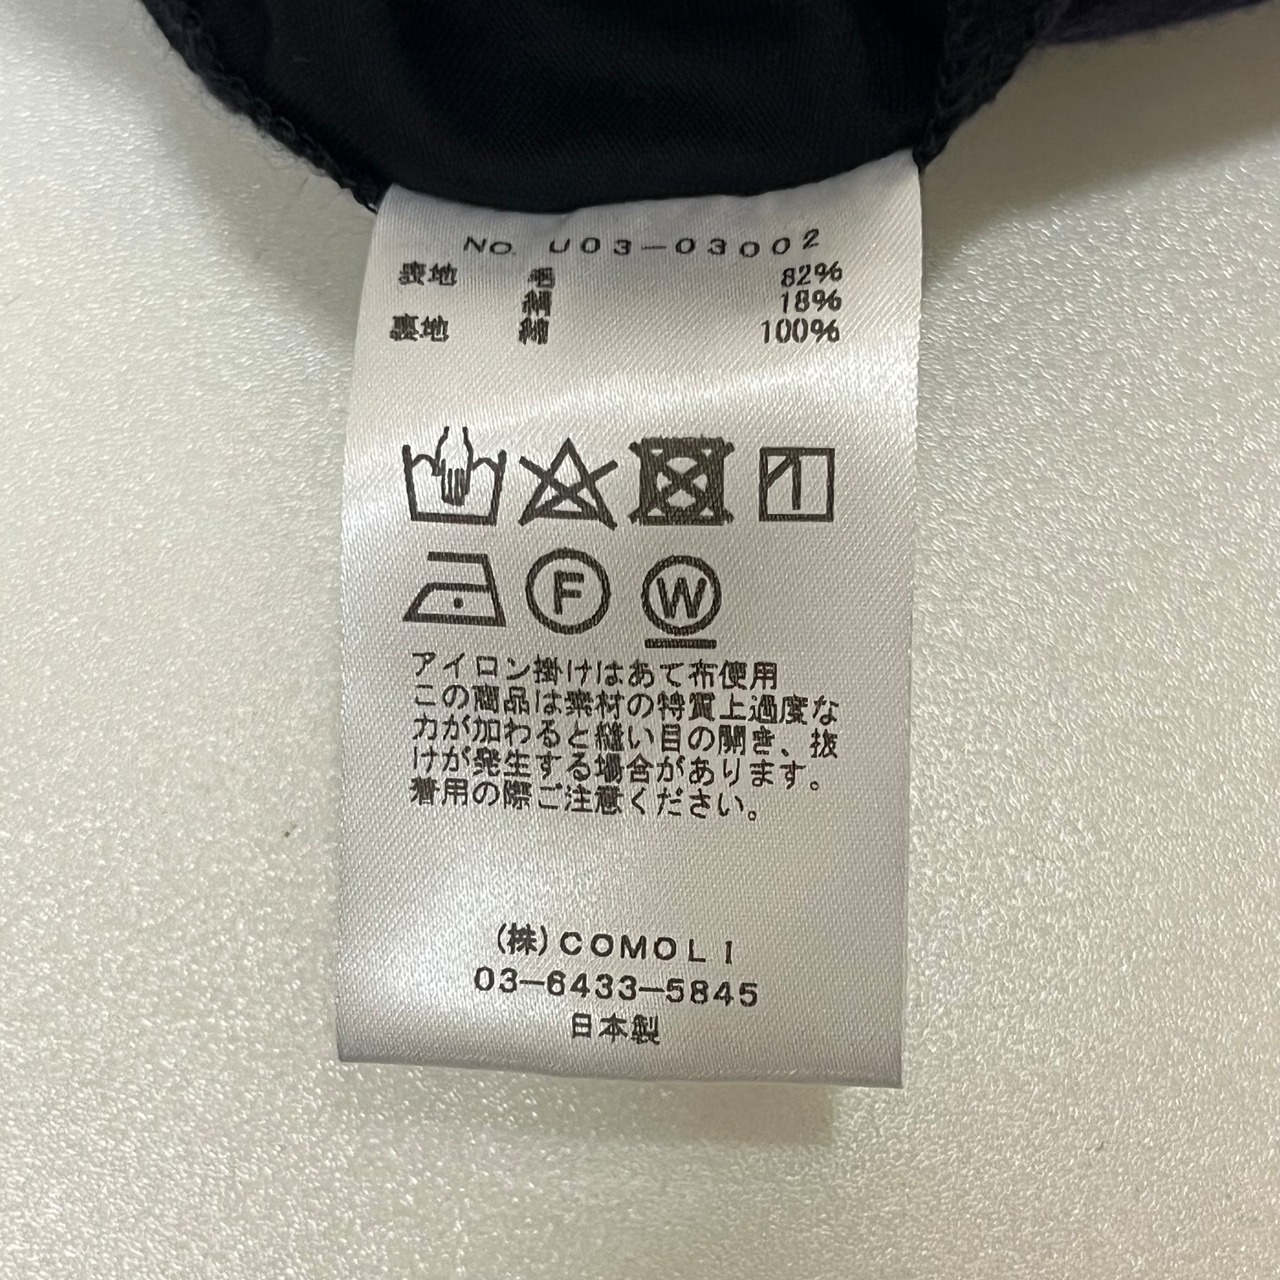 No. U03-03002
表地 毛 82%
絹 18%
裏地 綿 100%
F
W
アイロン掛けはあて布使用
この商品は素材の特質上過度な
力が加わると縫い目の開き、抜
けが発生する場合があります。
着用の際ご注意ください。
(株)COMOLI
03-6433-5845
日本製